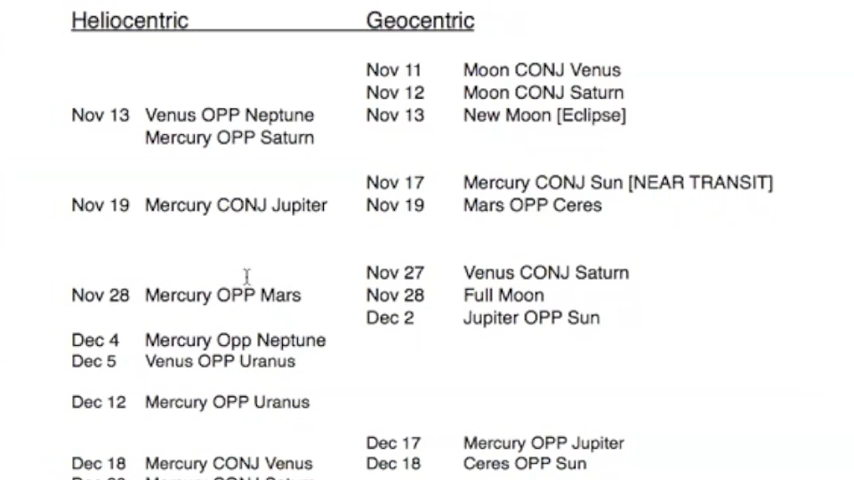 Heliocentric Geocentric
Nov 11 Moon CONJ Venus
Nov 12 Moon CONJ Saturn
Nov 13 Venus OPP Neptune Nov 13 New Moon [Eclipse]
Mercury OPP Saturn
Nov 17 Mercury CONJ Sun [NEAR TRANSIT]
Nov 19 Mercury CONJ Jupiter Nov 19 Mars OPP Ceres
Nov 27 Venus CONJ Saturn
Nov 28 Mercury OPP Mars Nov 28 Full Moon
Dec 2 Jupiter OPP Sun
Dec 4 Mercury Opp Neptune
Dec 5 Venus OPP Uranus
Dec 12 Mercury OPP Uranus
Dec 17 Mercury OPP Jupiter
Dec 18 Mercury CONJ Venus Dec 18 Ceres OPP Sun